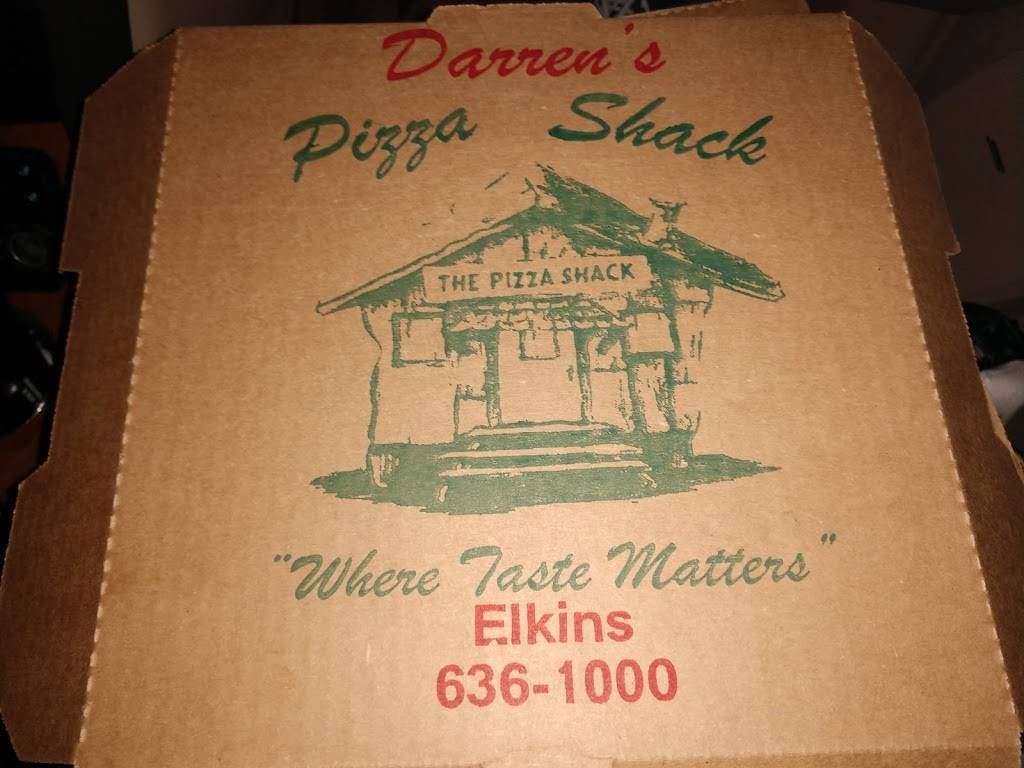 Darren's
Pizza Shack
THE PIZZA SHACK
"Where Taste Matters"
Elkins
636-1000